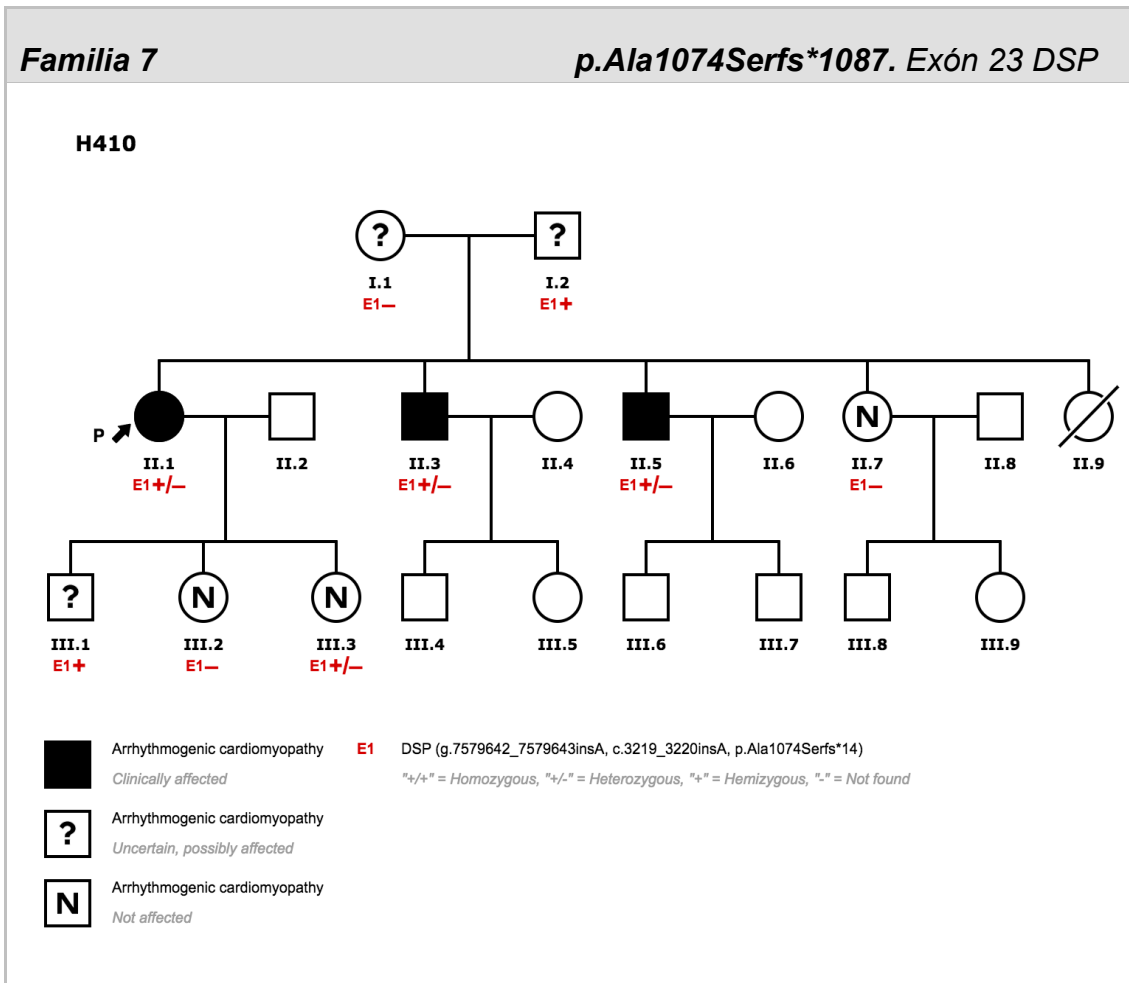 Familia 7 p.Ala1074Serfs*1087. Exón 23 DSP
H410
? ?
I.1 I.2
E1− E1+
P N
II.1 II.2 II.3 II.4 II.5 II.6 II.7 II.8 II.9
E1+/− E1+/− E1+/− E1−
? N N
III.1 III.2 III.3 III.4 III.5 III.6 III.7 III.8 III.9
E1+ E1− E1+/−
Arrhythmogenic cardiomyopathy E1 DSP (g.7579642_7579643insA, c.3219_3220insA, p.Ala1074Serfs*14)
Clinically affected "+/+" = Homozygous, "+/-" = Heterozygous, "+" = Hemizygous, "-" = Not found
Arrhythmogenic cardiomyopathy
?
Uncertain, possibly affected
Arrhythmogenic cardiomyopathy
N
Not affected